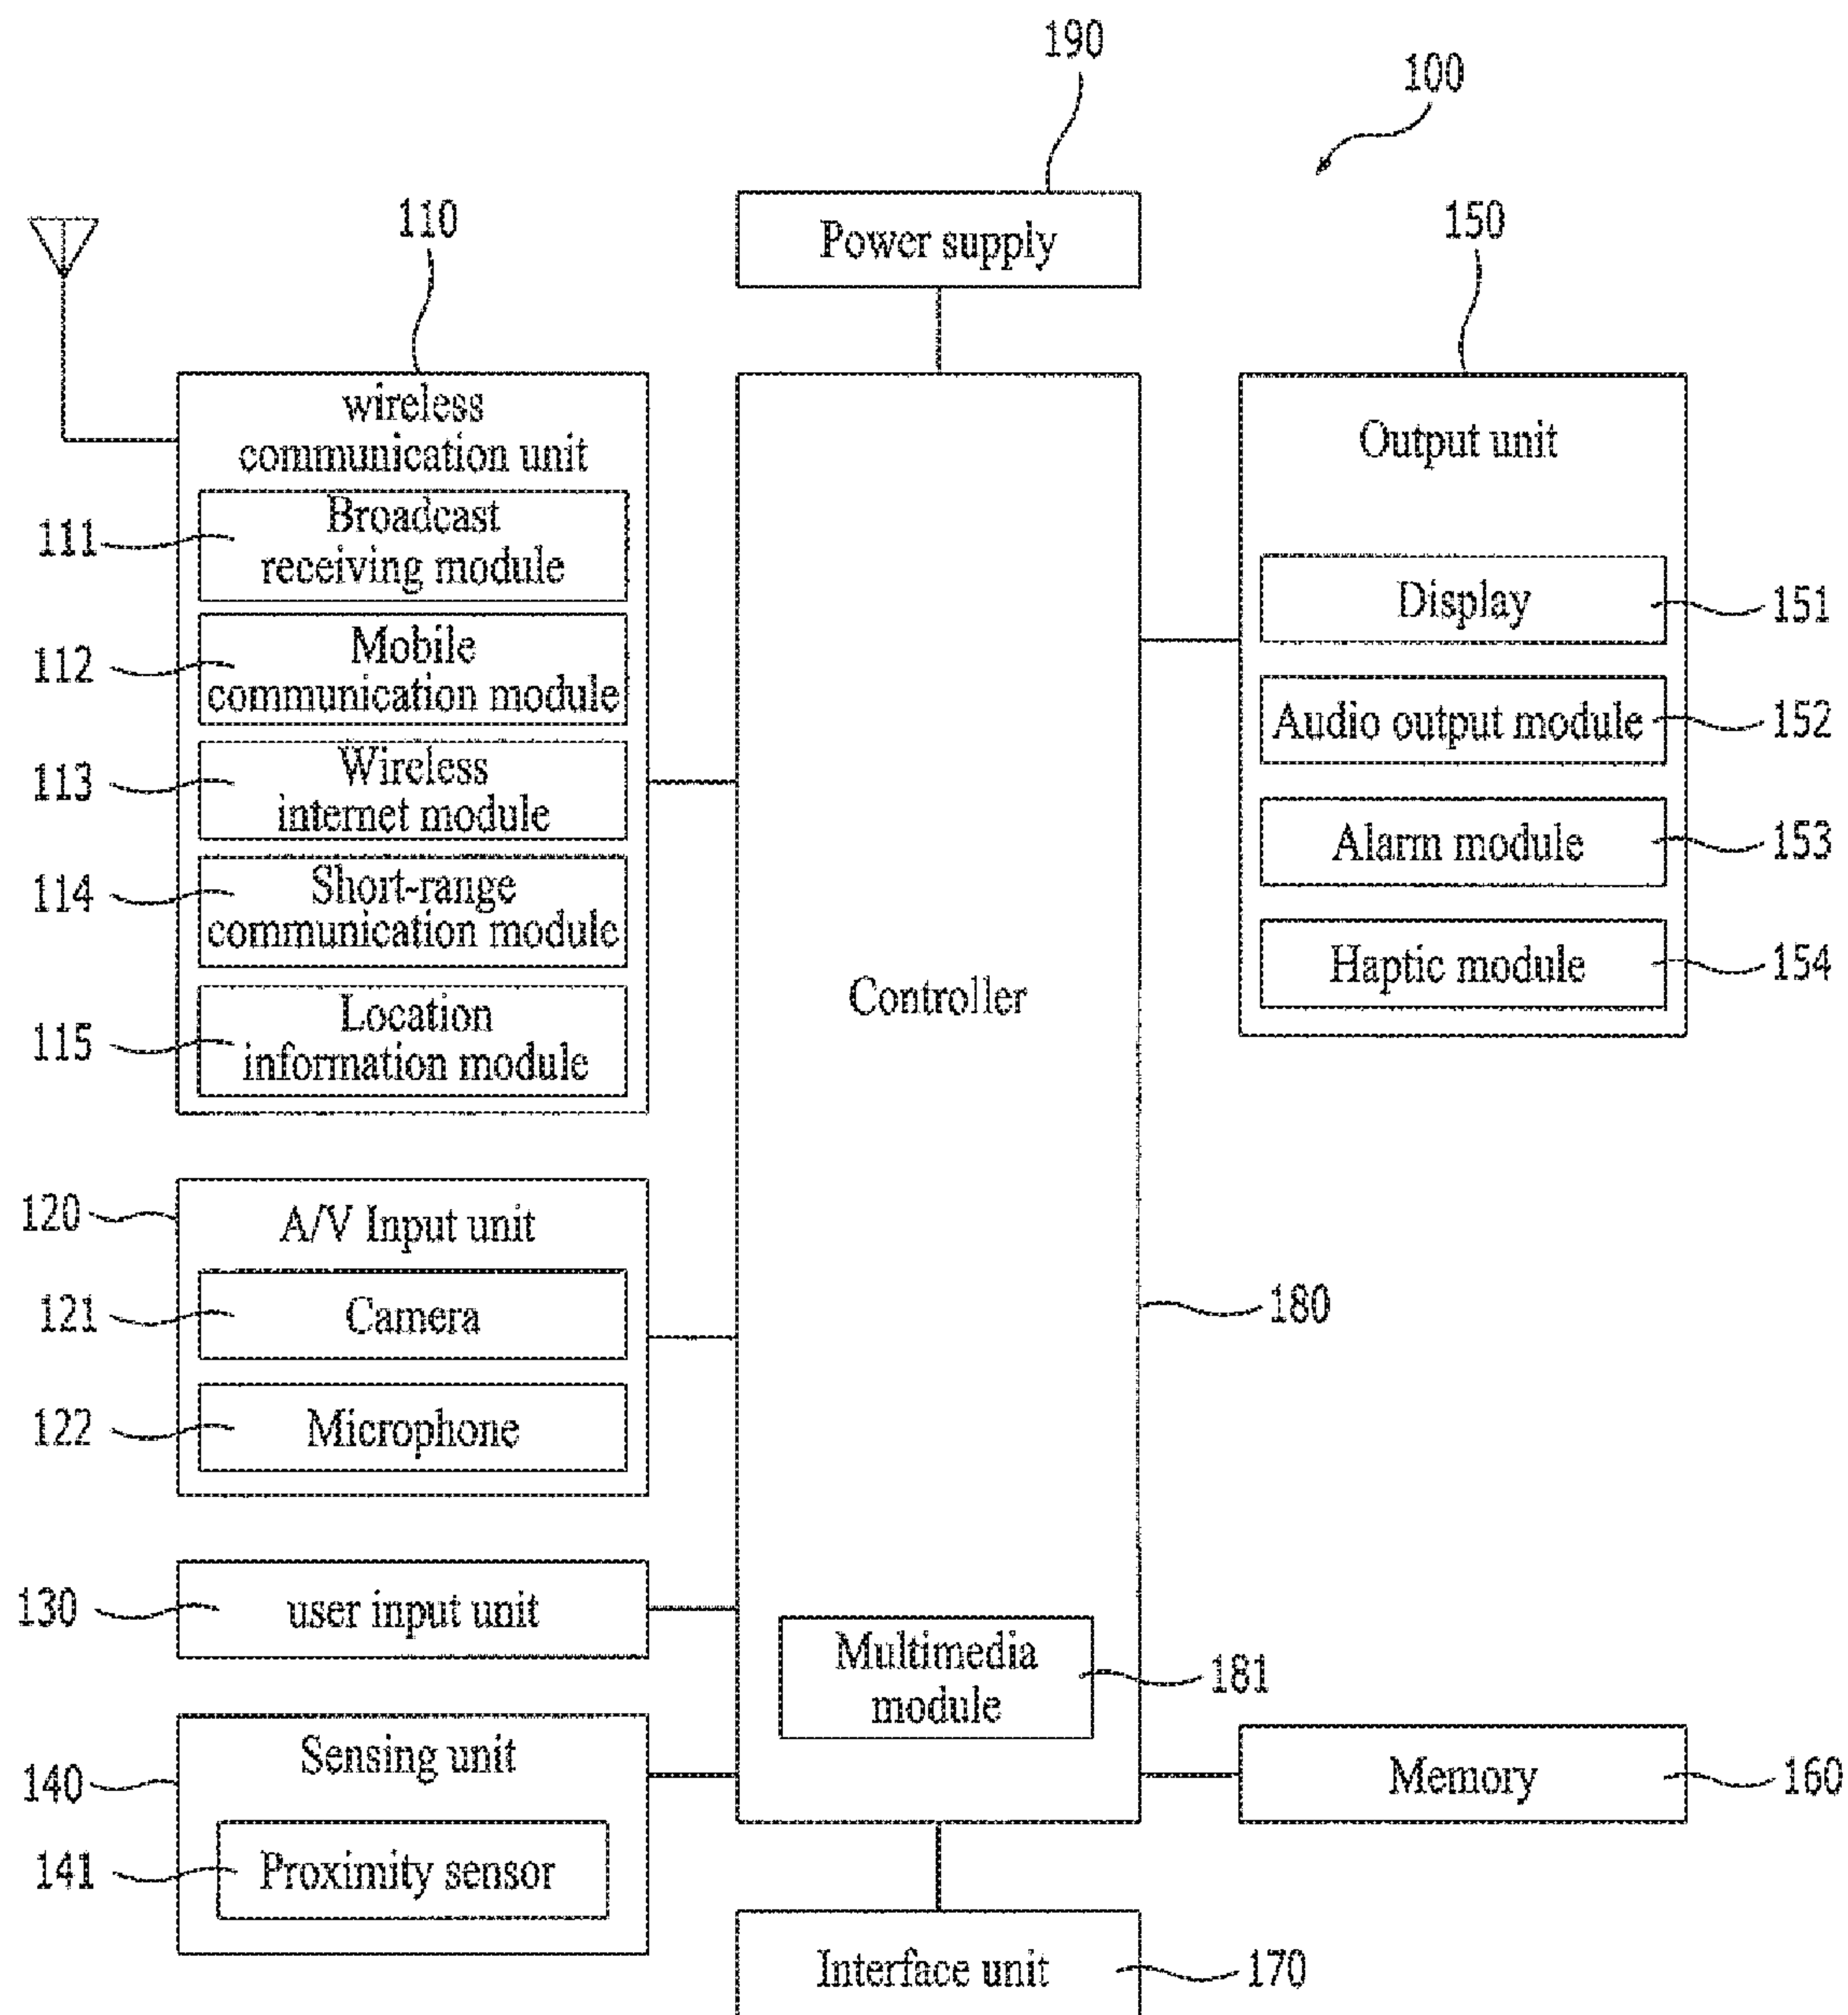 190
100
Power supply
110
150
wireless
communication unit
Output unit
111
Broadcast
receiving module
112
Mobile
communication module
113
Wireless
internet module
114
Short-range
communication module
115
Location
information module
Display
151
Audio output module
152
Alarm module
153
Haptic module
154
Controller
120
A/V Input unit
121
Camera
122
Microphone
180
130
user input unit
Multimedia
module
181
140
Sensing unit
141
Proximity sensor
Memory
160
Interface unit
170